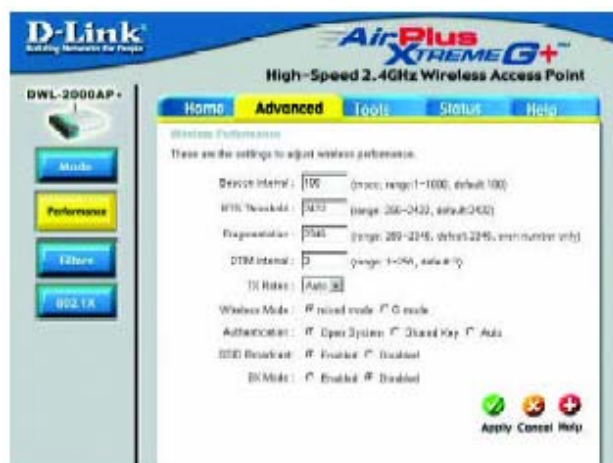 D-Link
Building Networks for People
AirPlus
XTREME G+™
High-Speed 2.4GHz Wireless Access Point
DWL-2000AP+
Home Advanced Tools Status Help
Mode
Performance
Filters
802.1X
Wireless Performance
These are the settings to adjust wireless performance.
Beacon Interval : 100 (msec, range:1~1000, default:100)
RTS Threshold : 2432 (range: 256~2432, default:2432)
Fragmentation : 2346 (range: 256~2346, default:2346, even number only)
DTIM interval : 3 (range: 1~255, default:3)
TX Rates : Auto
Wireless Mode : mixed mode G mode
Authentication : Open System Shared Key Auto
SSID Broadcast : Enabled Disabled
Mode : Enabled Disabled
Apply Cancel Help